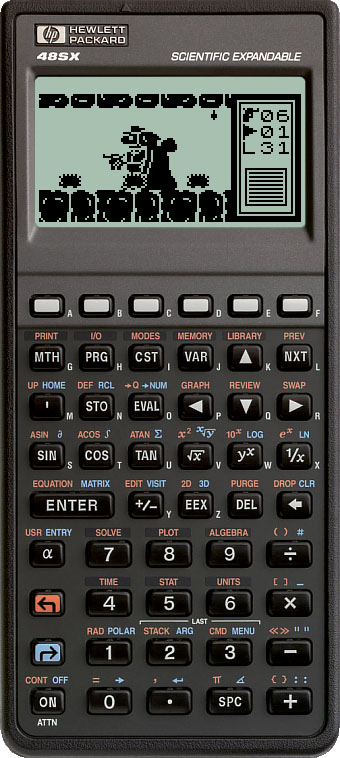 hp HEWLETT
PACKARD
48SX SCIENTIFIC EXPANDABLE
06
01
L31
A B C D E F
PRINT I/O MODES MEMORY LIBRARY PREV
MTH G PRG H CST I VAR J ▲ K NXT L
UP HOME DEF RCL →Q →NUM GRAPH REVIEW SWAP
' M STO N EVAL O ◀ P ▼ Q ▶ R
ASIN ∂ ACOS ∫ ATAN Σ x² ˣ√y 10ˣ LOG eˣ LN
SIN S COS T TAN U √x V yˣ W 1/x X
EQUATION MATRIX EDIT VISIT 2D 3D PURGE DROP CLR
ENTER +/- Y EEX Z DEL ←
USR ENTRY SOLVE PLOT ALGEBRA ( ) #
α 7 8 9 ÷
TIME STAT UNITS [ ] _
↰ 4 5 6 ×
LAST
RAD POLAR STACK ARG CMD MENU «» " "
↱ 1 2 3 −
CONT OFF = → , ↵ π ∡ { } : :
ON 0 . SPC +
ATTN